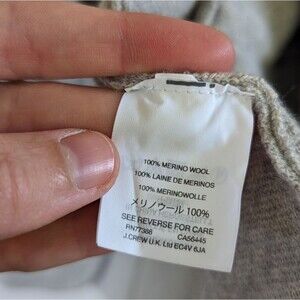 100% MERINO WOOL
100% LAINE DE MERINOS
100% MERINOWOLLE
メリノウール 100%
SEE REVERSE FOR CARE
RN77388 CA56445
J.CREW U.K. Ltd EC4V 6JA